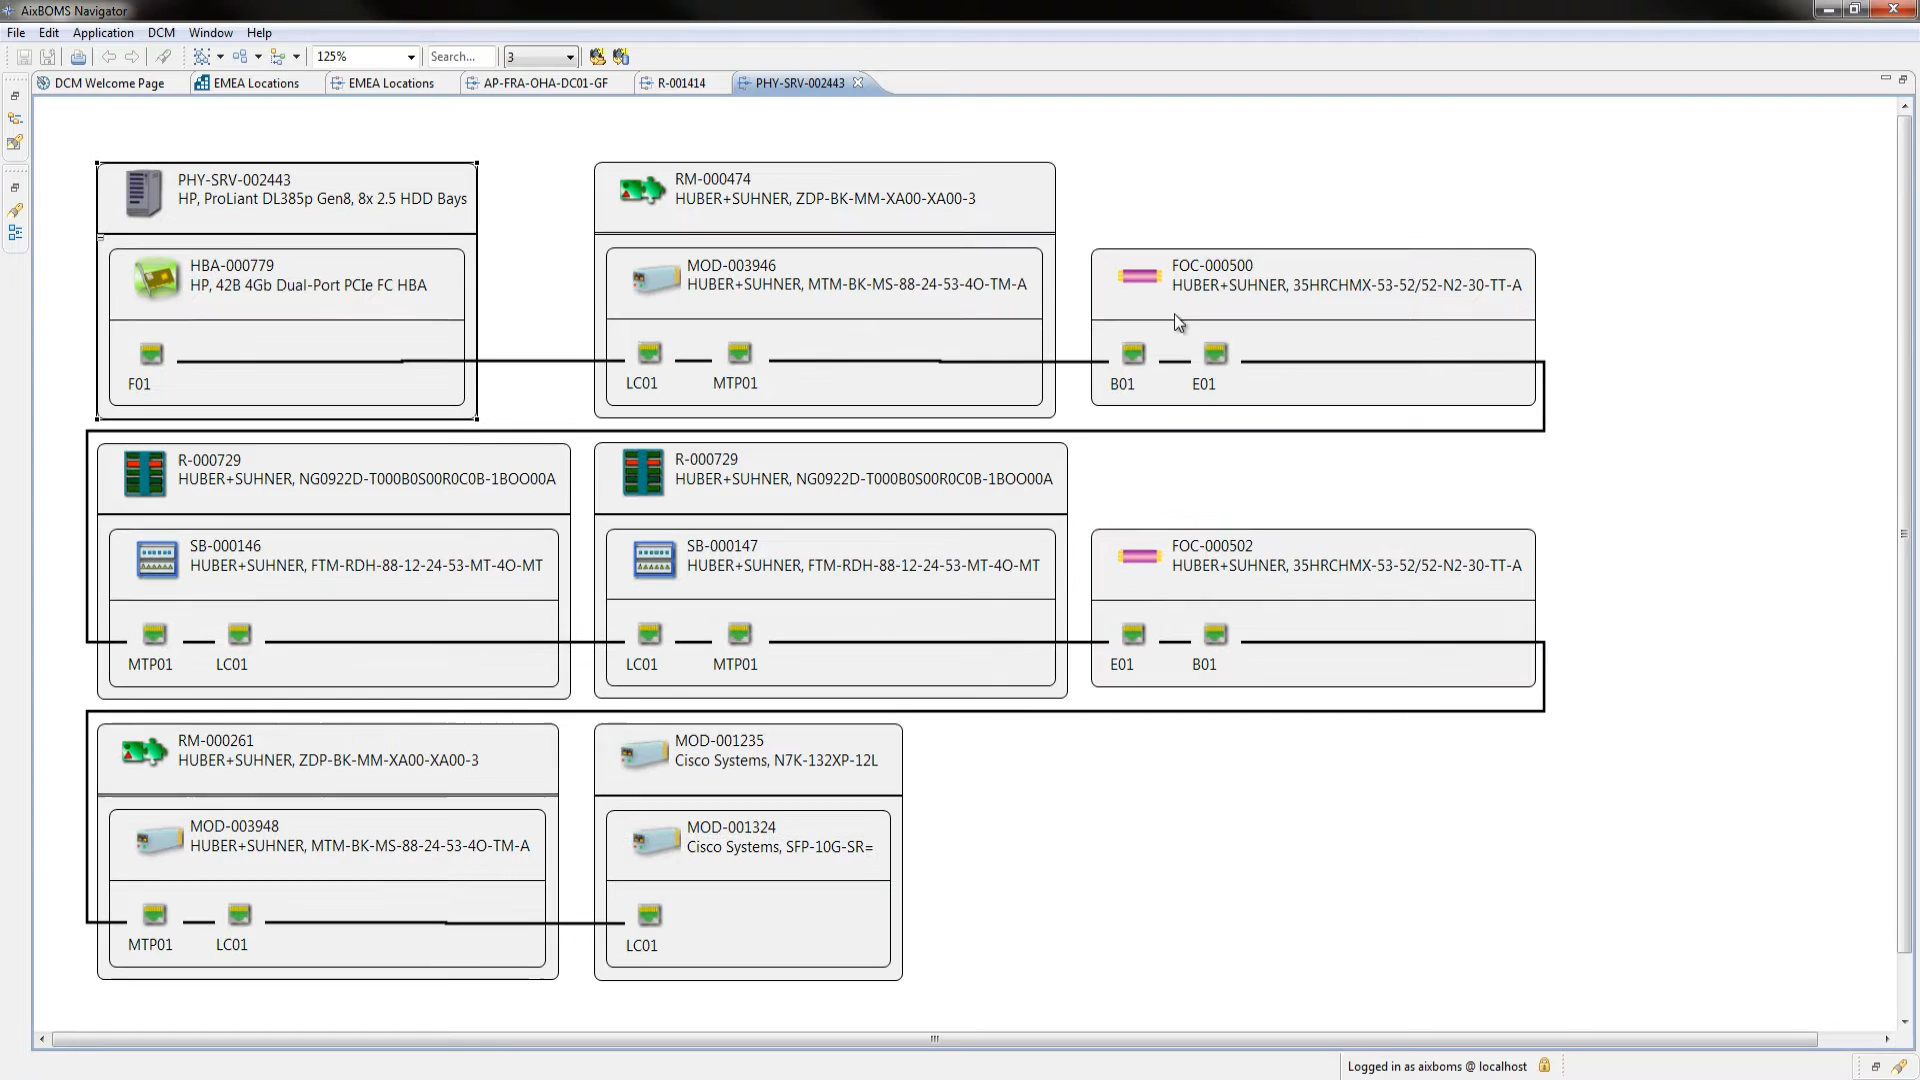 AixBOMS Navigator
File Edit Application DCM Window Help
125% Search... 3
DCM Welcome Page EMEA Locations EMEA Locations AP-FRA-OHA-DC01-GF R-001414 PHY-SRV-002443
PHY-SRV-002443
HP, ProLiant DL385p Gen8, 8x 2.5 HDD Bays
HBA-000779
HP, 42B 4Gb Dual-Port PCIe FC HBA
F01
RM-000474
HUBER+SUHNER, ZDP-BK-MM-XA00-XA00-3
MOD-003946
HUBER+SUHNER, MTM-BK-MS-88-24-53-4O-TM-A
LC01 MTP01
FOC-000500
HUBER+SUHNER, 35HRCHMX-53-52/52-N2-30-TT-A
B01 E01
R-000729
HUBER+SUHNER, NG0922D-T000B0S00R0C0B-1BOO00A
SB-000146
HUBER+SUHNER, FTM-RDH-88-12-24-53-MT-4O-MT
MTP01 LC01
R-000729
HUBER+SUHNER, NG0922D-T000B0S00R0C0B-1BOO00A
SB-000147
HUBER+SUHNER, FTM-RDH-88-12-24-53-MT-4O-MT
LC01 MTP01
FOC-000502
HUBER+SUHNER, 35HRCHMX-53-52/52-N2-30-TT-A
E01 B01
RM-000261
HUBER+SUHNER, ZDP-BK-MM-XA00-XA00-3
MOD-003948
HUBER+SUHNER, MTM-BK-MS-88-24-53-4O-TM-A
MTP01 LC01
MOD-001235
Cisco Systems, N7K-132XP-12L
MOD-001324
Cisco Systems, SFP-10G-SR=
LC01
Logged in as aixboms @ localhost